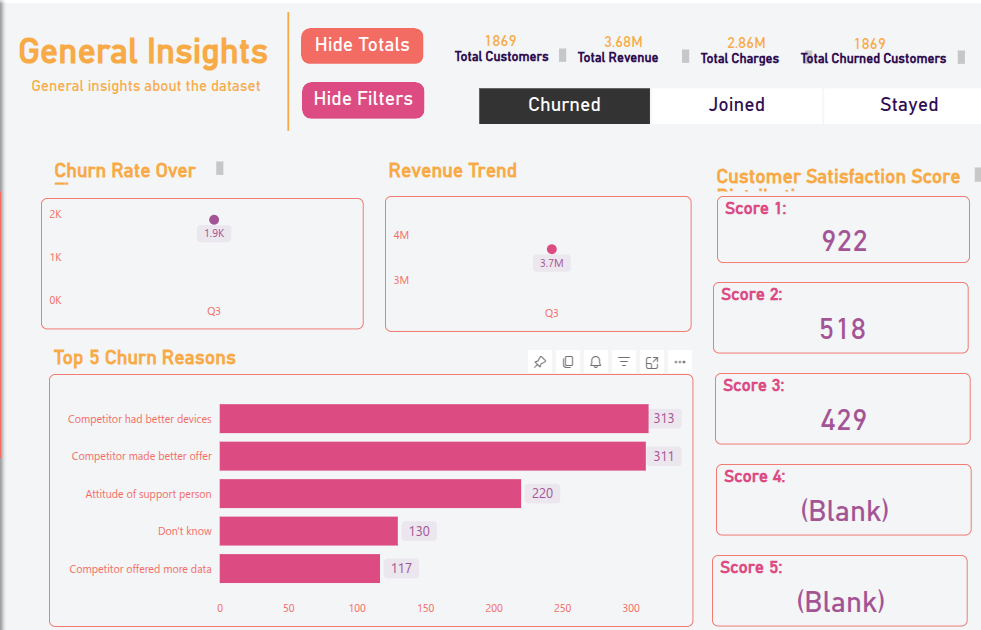 General Insights
General insights about the dataset
Hide Totals
Hide Filters
1869
Total Customers
3.68M
Total Revenue
2.86M
Total Charges
1869
Total Churned Customers
Churned
Joined
Stayed
Churn Rate Over
2K
1K
0K
1.9K
Q3
Revenue Trend
4M
3M
3.7M
Q3
Customer Satisfaction Score
Score 1:
922
Score 2:
518
Score 3:
429
Score 4:
(Blank)
Score 5:
(Blank)
Top 5 Churn Reasons
Competitor had better devices
313
Competitor made better offer
311
Attitude of support person
220
Don't know
130
Competitor offered more data
117
0 50 100 150 200 250 300